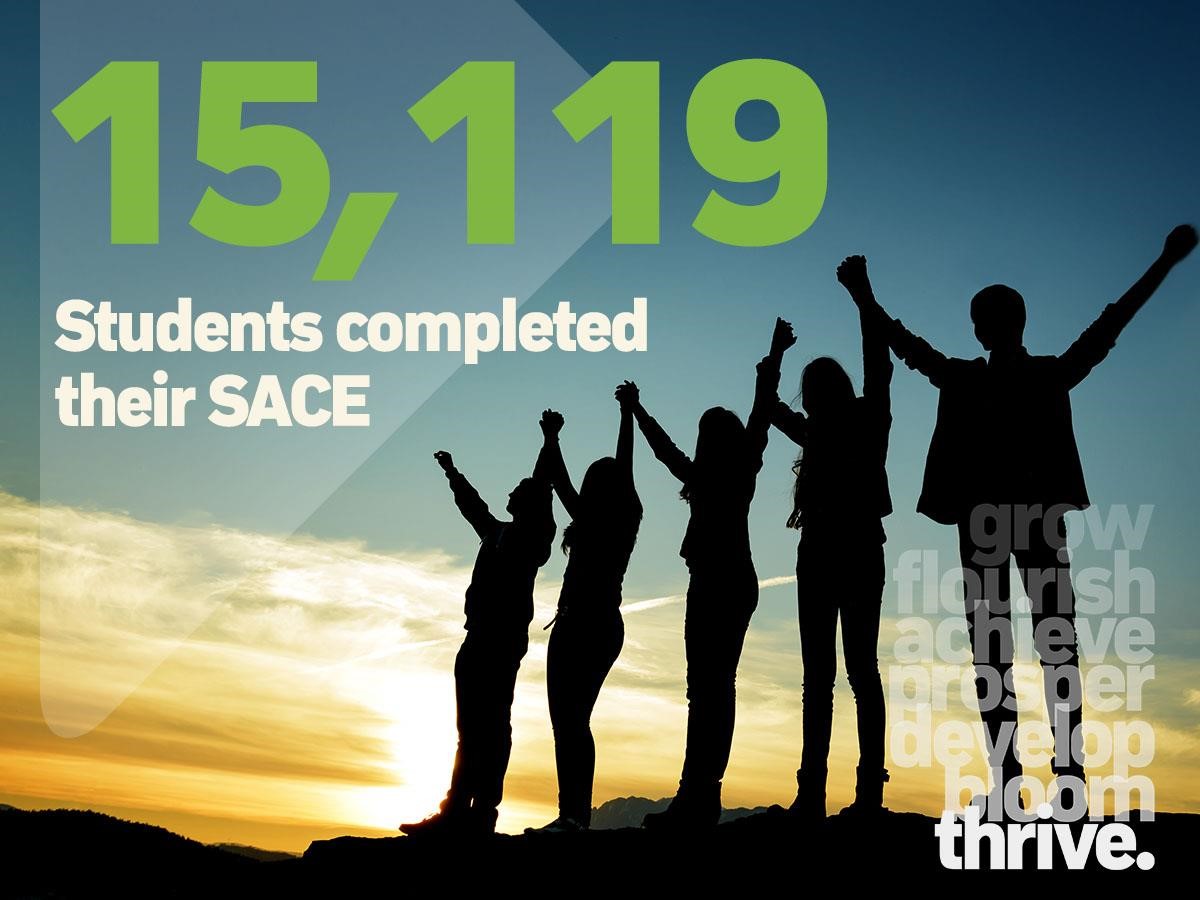 15,119
Students completed
their SACE
grow
flourish
achieve
prosper
develop
bloom
thrive.